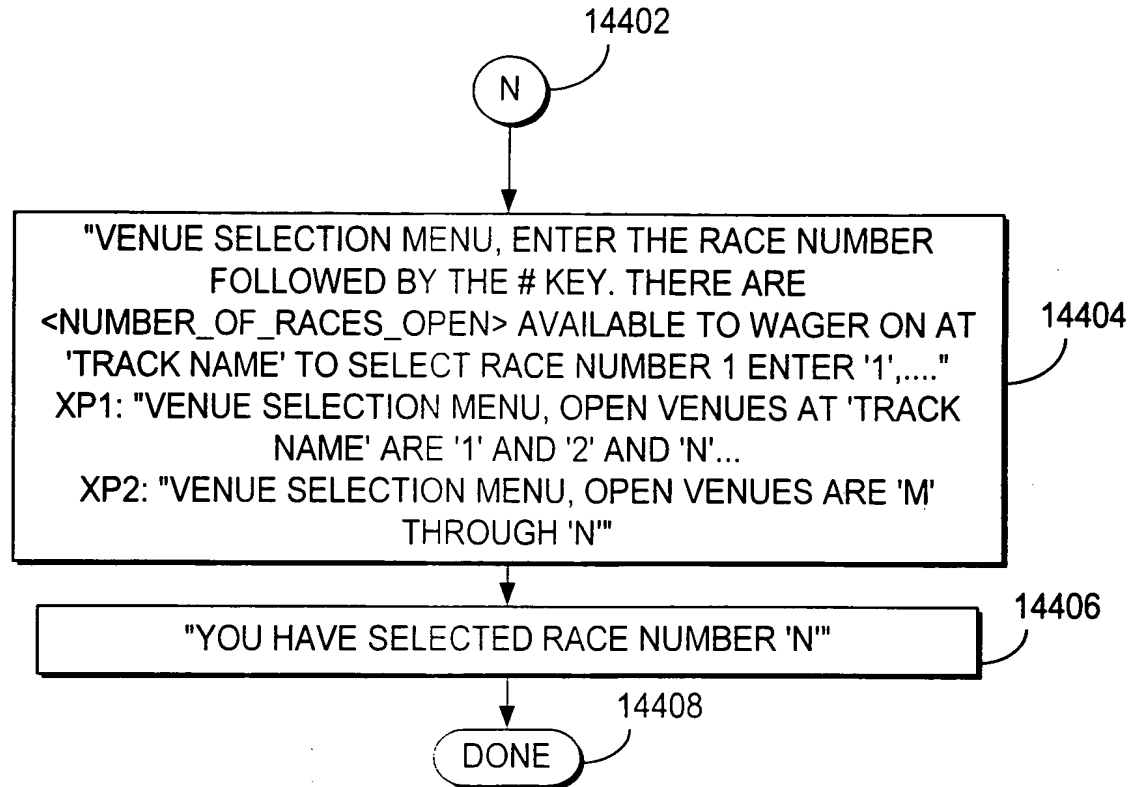 14402
N
"VENUE SELECTION MENU, ENTER THE RACE NUMBER
FOLLOWED BY THE # KEY. THERE ARE
<NUMBER_OF_RACES_OPEN> AVAILABLE TO WAGER ON AT
'TRACK NAME' TO SELECT RACE NUMBER 1 ENTER '1',...."
XP1: "VENUE SELECTION MENU, OPEN VENUES AT 'TRACK
NAME' ARE '1' AND '2' AND 'N'...
XP2: "VENUE SELECTION MENU, OPEN VENUES ARE 'M'
THROUGH 'N'"
14404
"YOU HAVE SELECTED RACE NUMBER 'N'"
14406
14408
DONE